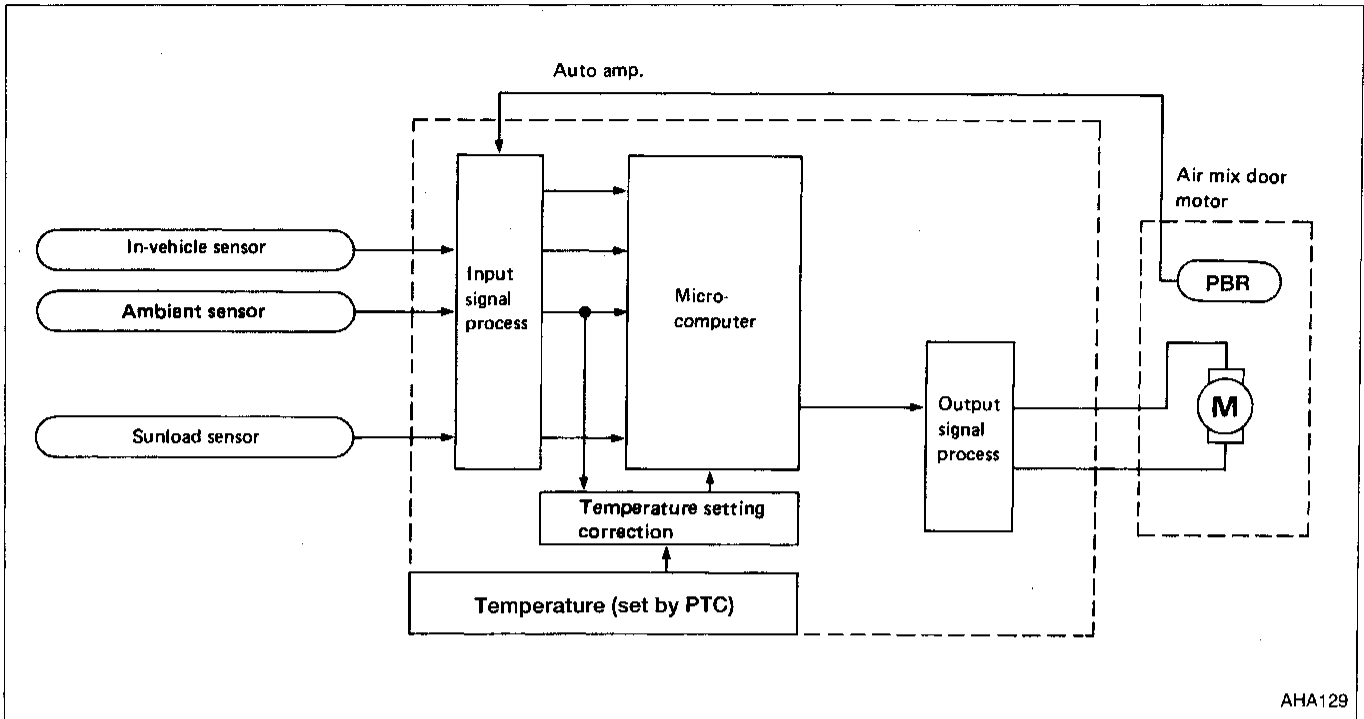 Auto amp.
Air mix door
motor
In-vehicle sensor
Ambient sensor
Sunload sensor
Input
signal
process
Micro-
computer
PBR
M
Output
signal
process
Temperature setting
correction
Temperature (set by PTC)
AHA129